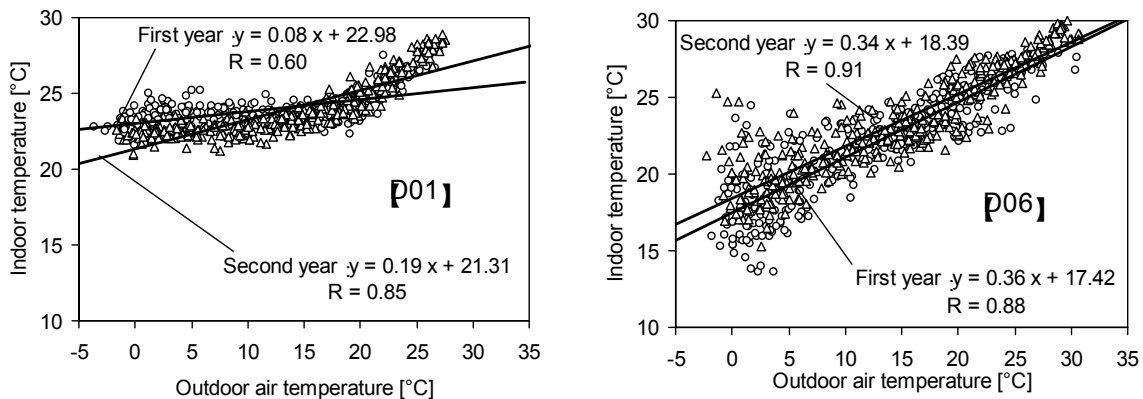 30
First year :y = 0.08 x + 22.98
R = 0.60
25
20
15
10
Indoor temperature [°C]
【D01】
Second year :y = 0.19 x + 21.31
R = 0.85
-5 0 5 10 15 20 25 30 35
Outdoor air temperature [°C]
30
Second year :y = 0.34 x + 18.39
R = 0.91
25
20
15
10
Indoor temperature [°C]
【D06】
First year :y = 0.36 x + 17.42
R = 0.88
-5 0 5 10 15 20 25 30 35
Outdoor air temperature [°C]